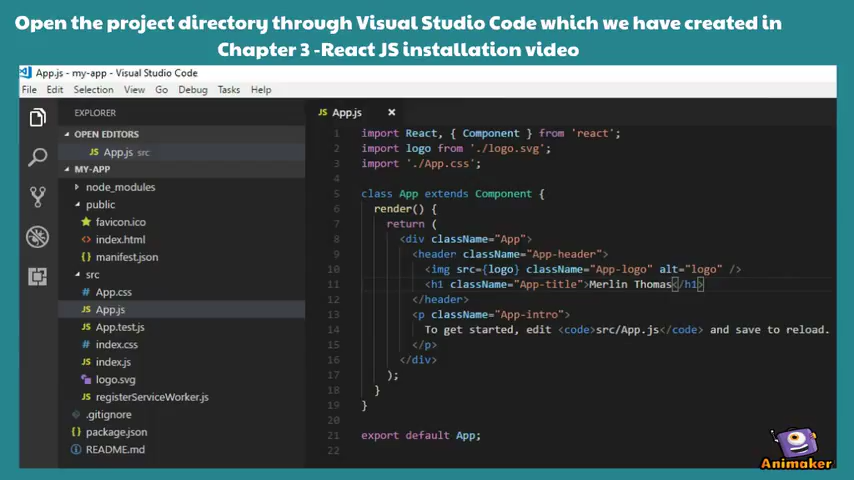 Open the project directory through Visual Studio Code which we have created in
Chapter 3 -React JS installation video
App.js - my-app - Visual Studio Code
File Edit Selection View Go Debug Tasks Help
EXPLORER
OPEN EDITORS
JS App.js src
MY-APP
node_modules
public
favicon.ico
<> index.html
manifest.json
src
# App.css
JS App.js
JS App.test.js
# index.css
JS index.js
logo.svg
JS registerServiceWorker.js
.gitignore
{} package.json
README.md
JS App.js ×
1 import React, { Component } from 'react';
2 import logo from './logo.svg';
3 import './App.css';
4
5 class App extends Component {
6 render() {
7 return (
8 <div className="App">
9 <header className="App-header">
10 <img src={logo} className="App-logo" alt="logo" />
11 <h1 className="App-title">Merlin Thomas</h1>
12 </header>
13 <p className="App-intro">
14 To get started, edit <code>src/App.js</code> and save to reload.
15 </p>
16 </div>
17 );
18 }
19 }
20
21 export default App;
22
Animaker